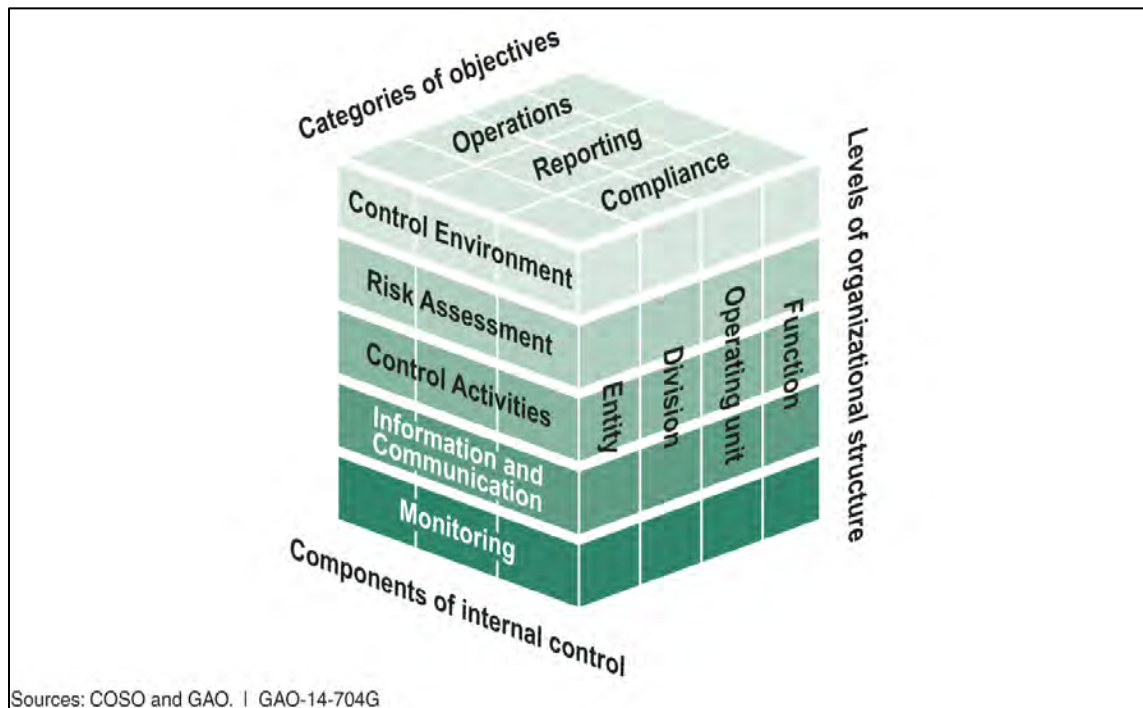 Categories of objectives
Operations
Reporting
Compliance
Levels of organizational structure
Control Environment
Risk Assessment
Control Activities
Information and
Communication
Monitoring
Entity
Division
Operating unit
Function
Components of internal control
Sources: COSO and GAO. | GAO-14-704G